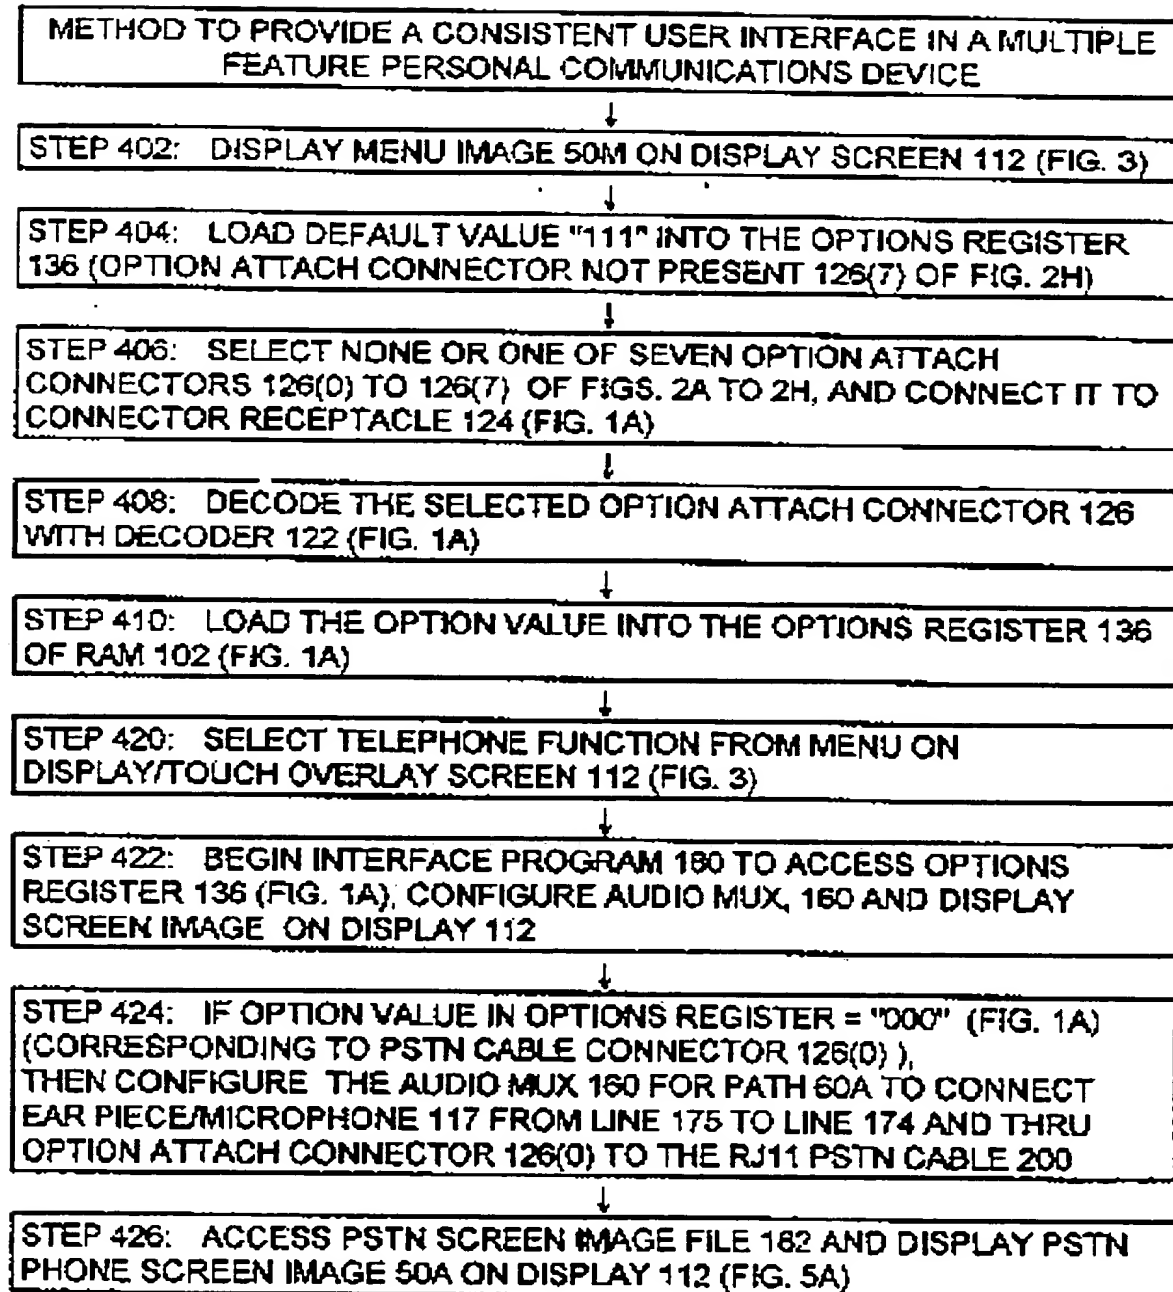 METHOD TO PROVIDE A CONSISTENT USER INTERFACE IN A MULTIPLE
FEATURE PERSONAL COMMUNICATIONS DEVICE
STEP 402: DISPLAY MENU IMAGE 50M ON DISPLAY SCREEN 112 (FIG. 3)
STEP 404: LOAD DEFAULT VALUE "111" INTO THE OPTIONS REGISTER
136 (OPTION ATTACH CONNECTOR NOT PRESENT 126(7) OF FIG. 2H)
STEP 406: SELECT NONE OR ONE OF SEVEN OPTION ATTACH
CONNECTORS 126(0) TO 126(7) OF FIGS. 2A TO 2H, AND CONNECT IT TO
CONNECTOR RECEPTACLE 124 (FIG. 1A)
STEP 408: DECODE THE SELECTED OPTION ATTACH CONNECTOR 126
WITH DECODER 122 (FIG. 1A)
STEP 410: LOAD THE OPTION VALUE INTO THE OPTIONS REGISTER 136
OF RAM 102 (FIG. 1A)
STEP 420: SELECT TELEPHONE FUNCTION FROM MENU ON
DISPLAY/TOUCH OVERLAY SCREEN 112 (FIG. 3)
STEP 422: BEGIN INTERFACE PROGRAM 180 TO ACCESS OPTIONS
REGISTER 136 (FIG. 1A), CONFIGURE AUDIO MUX, 160 AND DISPLAY
SCREEN IMAGE ON DISPLAY 112
STEP 424: IF OPTION VALUE IN OPTIONS REGISTER = "000" (FIG. 1A)
(CORRESPONDING TO PSTN CABLE CONNECTOR 126(0) ),
THEN CONFIGURE THE AUDIO MUX 160 FOR PATH 60A TO CONNECT
EAR PIECE/MICROPHONE 117 FROM LINE 175 TO LINE 174 AND THRU
OPTION ATTACH CONNECTOR 126(0) TO THE RJ11 PSTN CABLE 200
STEP 426: ACCESS PSTN SCREEN IMAGE FILE 182 AND DISPLAY PSTN
PHONE SCREEN IMAGE 50A ON DISPLAY 112 (FIG. 5A)